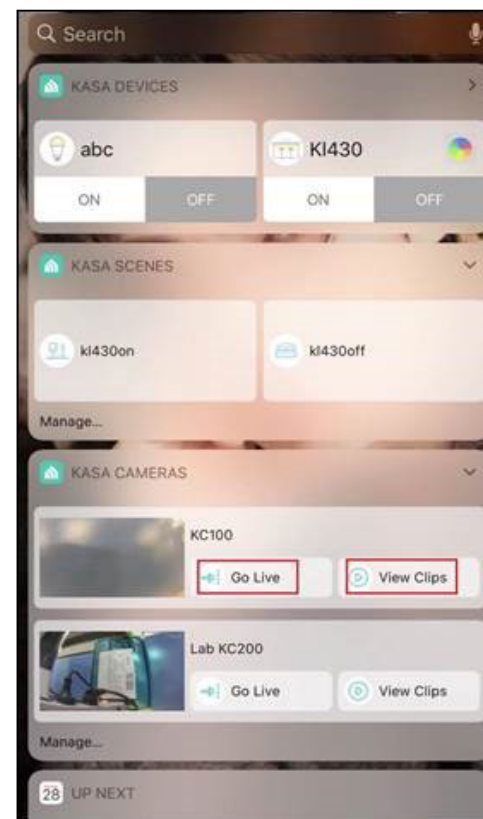 Search
KASA DEVICES
abc
KI430
ON OFF
ON OFF
KASA SCENES
kl430on
kl430off
Manage...
KASA CAMERAS
KC100
Go Live
View Clips
Lab KC200
Go Live
View Clips
Manage...
28 UP NEXT